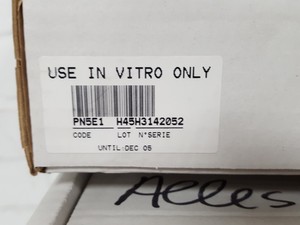 USE IN VITRO ONLY
PN5E1 H45H3142052
CODE LOT N°SERIE
UNTIL:DEC 05
Alles